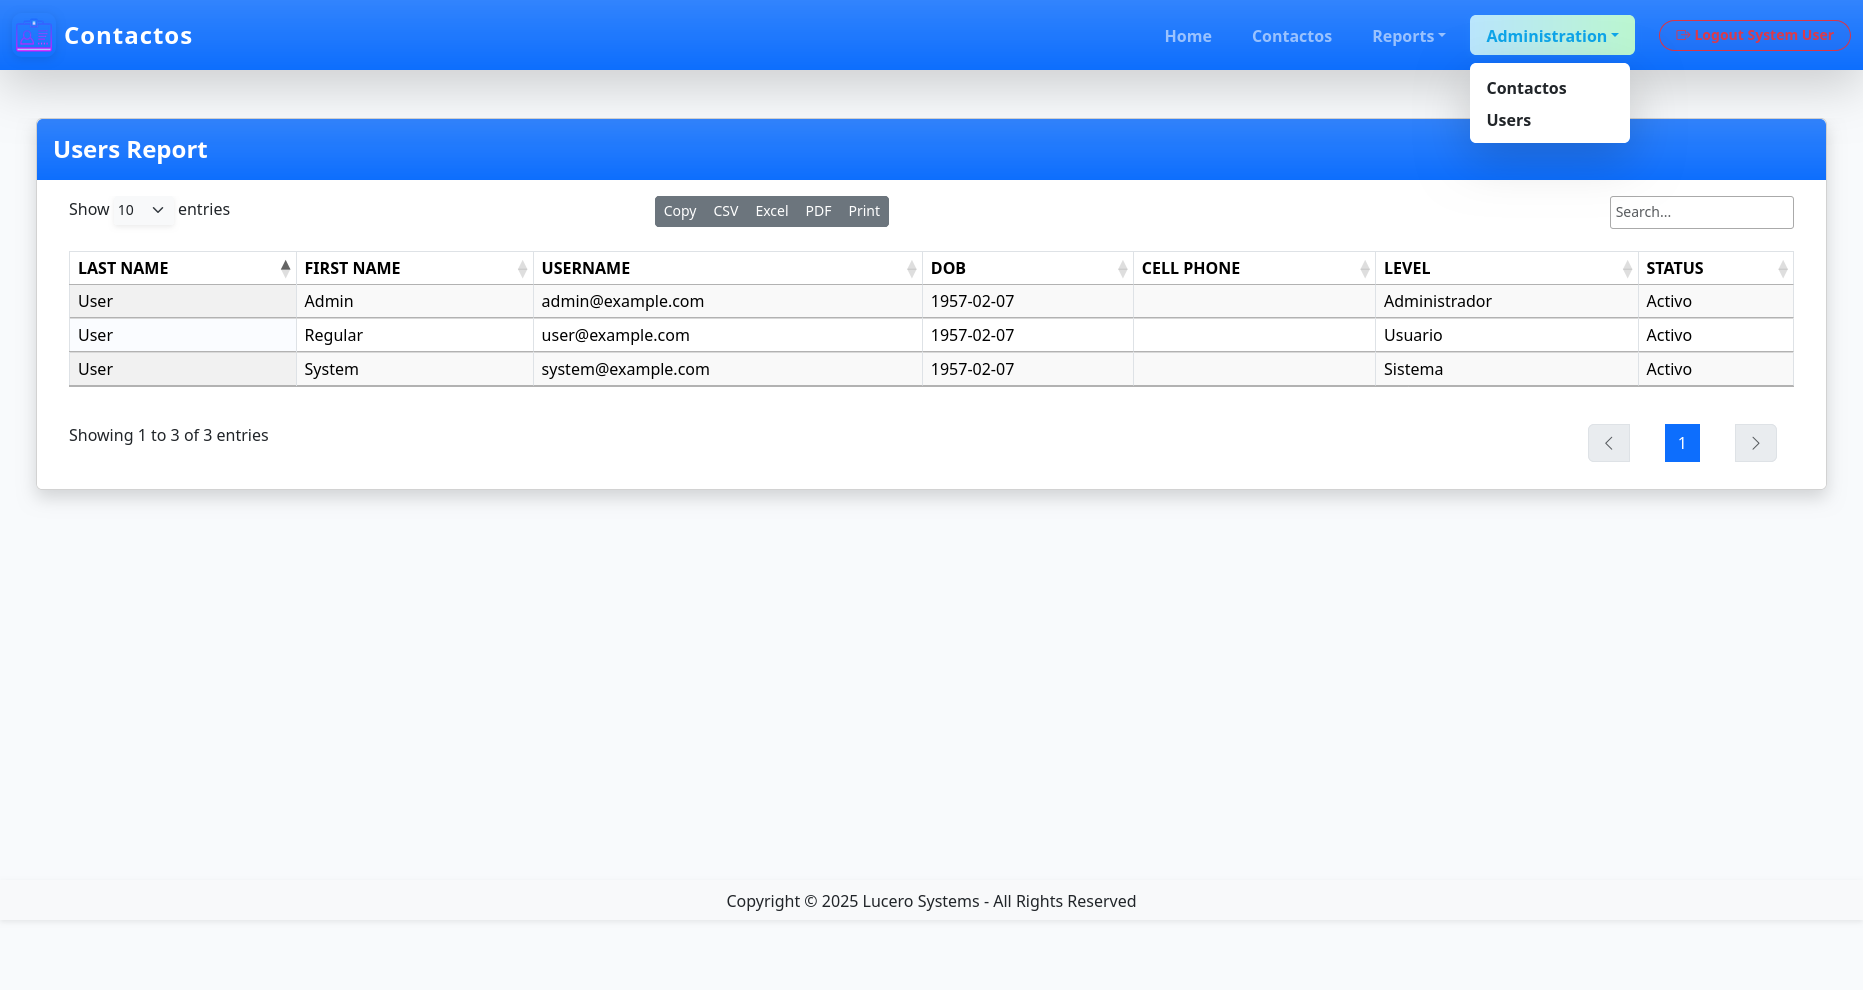 Contactos
Home Contactos Reports Administration Logout System User
Contactos
Users
Users Report
Show 10 entries
Copy CSV Excel PDF Print
Search...
LAST NAME FIRST NAME USERNAME DOB CELL PHONE LEVEL STATUS
User Admin admin@example.com 1957-02-07 Administrador Activo
User Regular user@example.com 1957-02-07 Usuario Activo
User System system@example.com 1957-02-07 Sistema Activo
Showing 1 to 3 of 3 entries
1
Copyright © 2025 Lucero Systems - All Rights Reserved